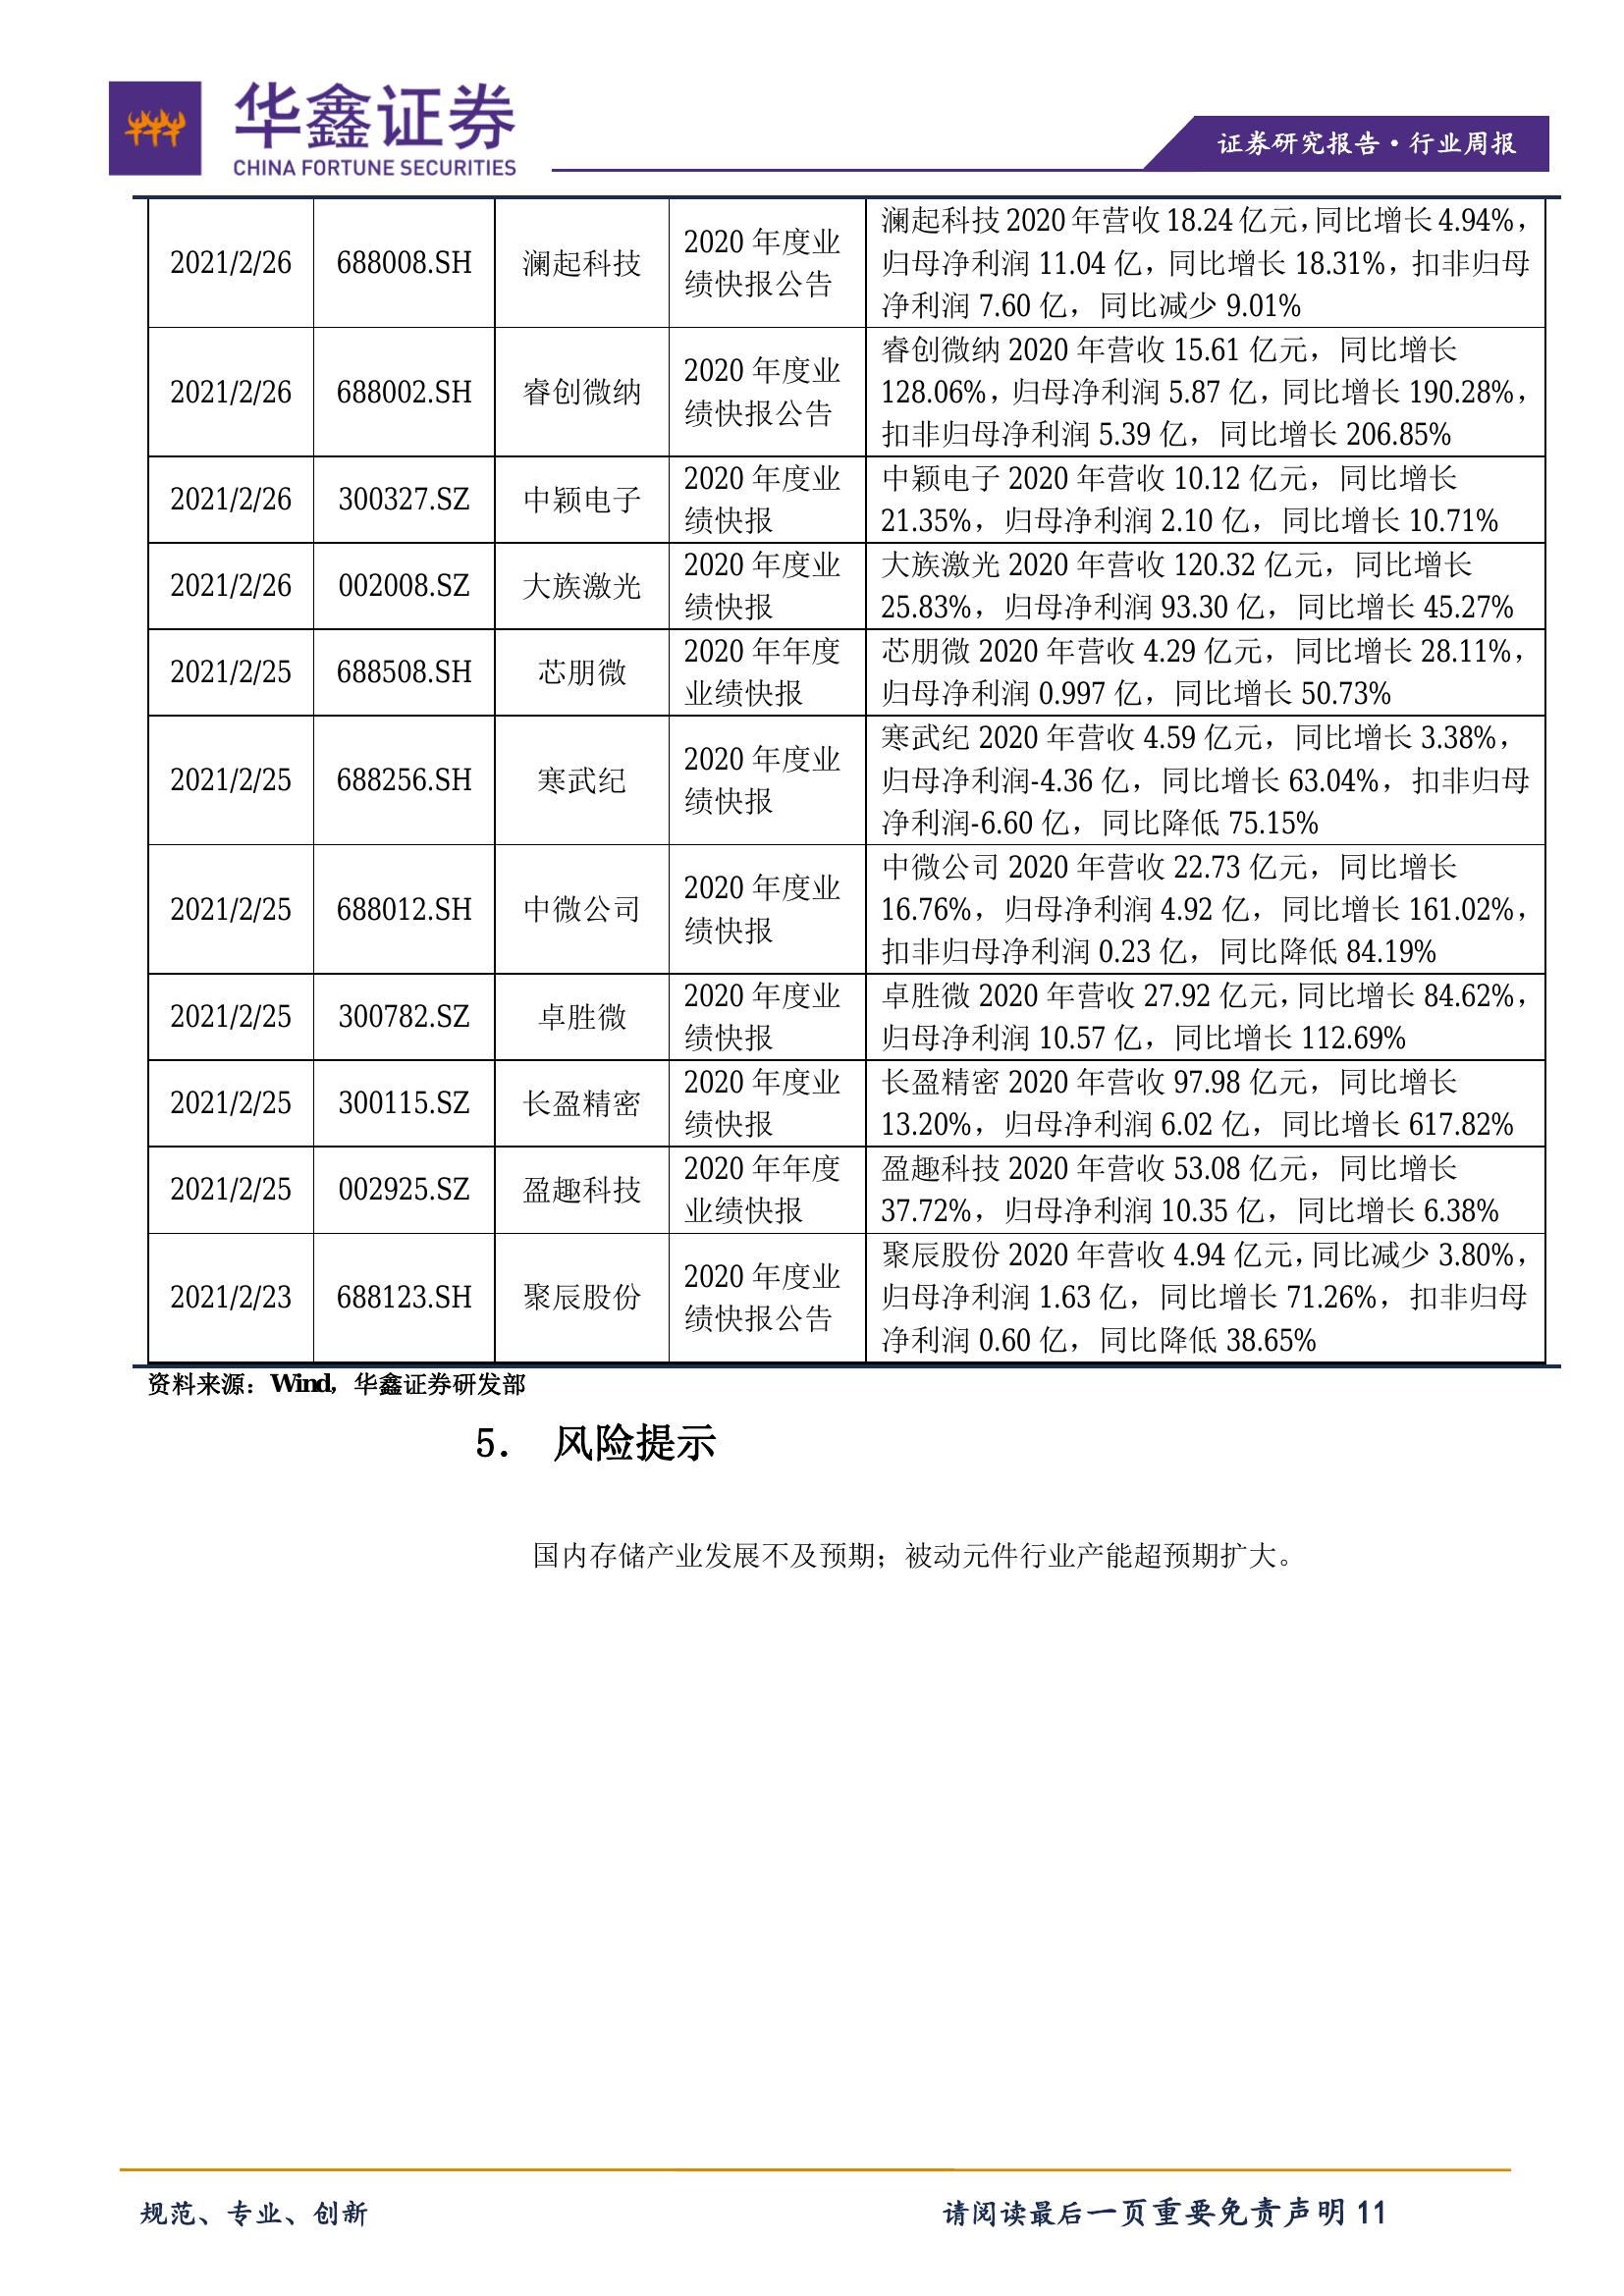 华鑫证券
CHINA FORTUNE SECURITIES
证券研究报告·行业周报
2021/2/26
688008.SH
澜起科技
2020 年度业
绩快报公告
澜起科技 2020 年营收 18.24 亿元，同比增长 4.94%，
归母净利润 11.04 亿，同比增长 18.31%，扣非归母
净利润 7.60 亿，同比减少 9.01%
2021/2/26
688002.SH
睿创微纳
2020 年度业
绩快报公告
睿创微纳 2020 年营收 15.61 亿元，同比增长
128.06%，归母净利润 5.87 亿，同比增长 190.28%，
扣非归母净利润 5.39 亿，同比增长 206.85%
2021/2/26
300327.SZ
中颖电子
2020 年度业
绩快报
中颖电子 2020 年营收 10.12 亿元，同比增长
21.35%，归母净利润 2.10 亿，同比增长 10.71%
2021/2/26
002008.SZ
大族激光
2020 年度业
绩快报
大族激光 2020 年营收 120.32 亿元，同比增长
25.83%，归母净利润 93.30 亿，同比增长 45.27%
2021/2/25
688508.SH
芯朋微
2020 年年度
业绩快报
芯朋微 2020 年营收 4.29 亿元，同比增长 28.11%，
归母净利润 0.997 亿，同比增长 50.73%
2021/2/25
688256.SH
寒武纪
2020 年度业
绩快报
寒武纪 2020 年营收 4.59 亿元，同比增长 3.38%，
归母净利润-4.36 亿，同比增长 63.04%，扣非归母
净利润-6.60 亿，同比降低 75.15%
2021/2/25
688012.SH
中微公司
2020 年度业
绩快报
中微公司 2020 年营收 22.73 亿元，同比增长
16.76%，归母净利润 4.92 亿，同比增长 161.02%，
扣非归母净利润 0.23 亿，同比降低 84.19%
2021/2/25
300782.SZ
卓胜微
2020 年度业
绩快报
卓胜微 2020 年营收 27.92 亿元，同比增长 84.62%，
归母净利润 10.57 亿，同比增长 112.69%
2021/2/25
300115.SZ
长盈精密
2020 年度业
绩快报
长盈精密 2020 年营收 97.98 亿元，同比增长
13.20%，归母净利润 6.02 亿，同比增长 617.82%
2021/2/25
002925.SZ
盈趣科技
2020 年年度
业绩快报
盈趣科技 2020 年营收 53.08 亿元，同比增长
37.72%，归母净利润 10.35 亿，同比增长 6.38%
2021/2/23
688123.SH
聚辰股份
2020 年度业
绩快报公告
聚辰股份 2020 年营收 4.94 亿元，同比减少 3.80%，
归母净利润 1.63 亿，同比增长 71.26%，扣非归母
净利润 0.60 亿，同比降低 38.65%
资料来源：Wind，华鑫证券研发部
5. 风险提示
国内存储产业发展不及预期；被动元件行业产能超预期扩大。
规范、专业、创新
请阅读最后一页重要免责声明 11